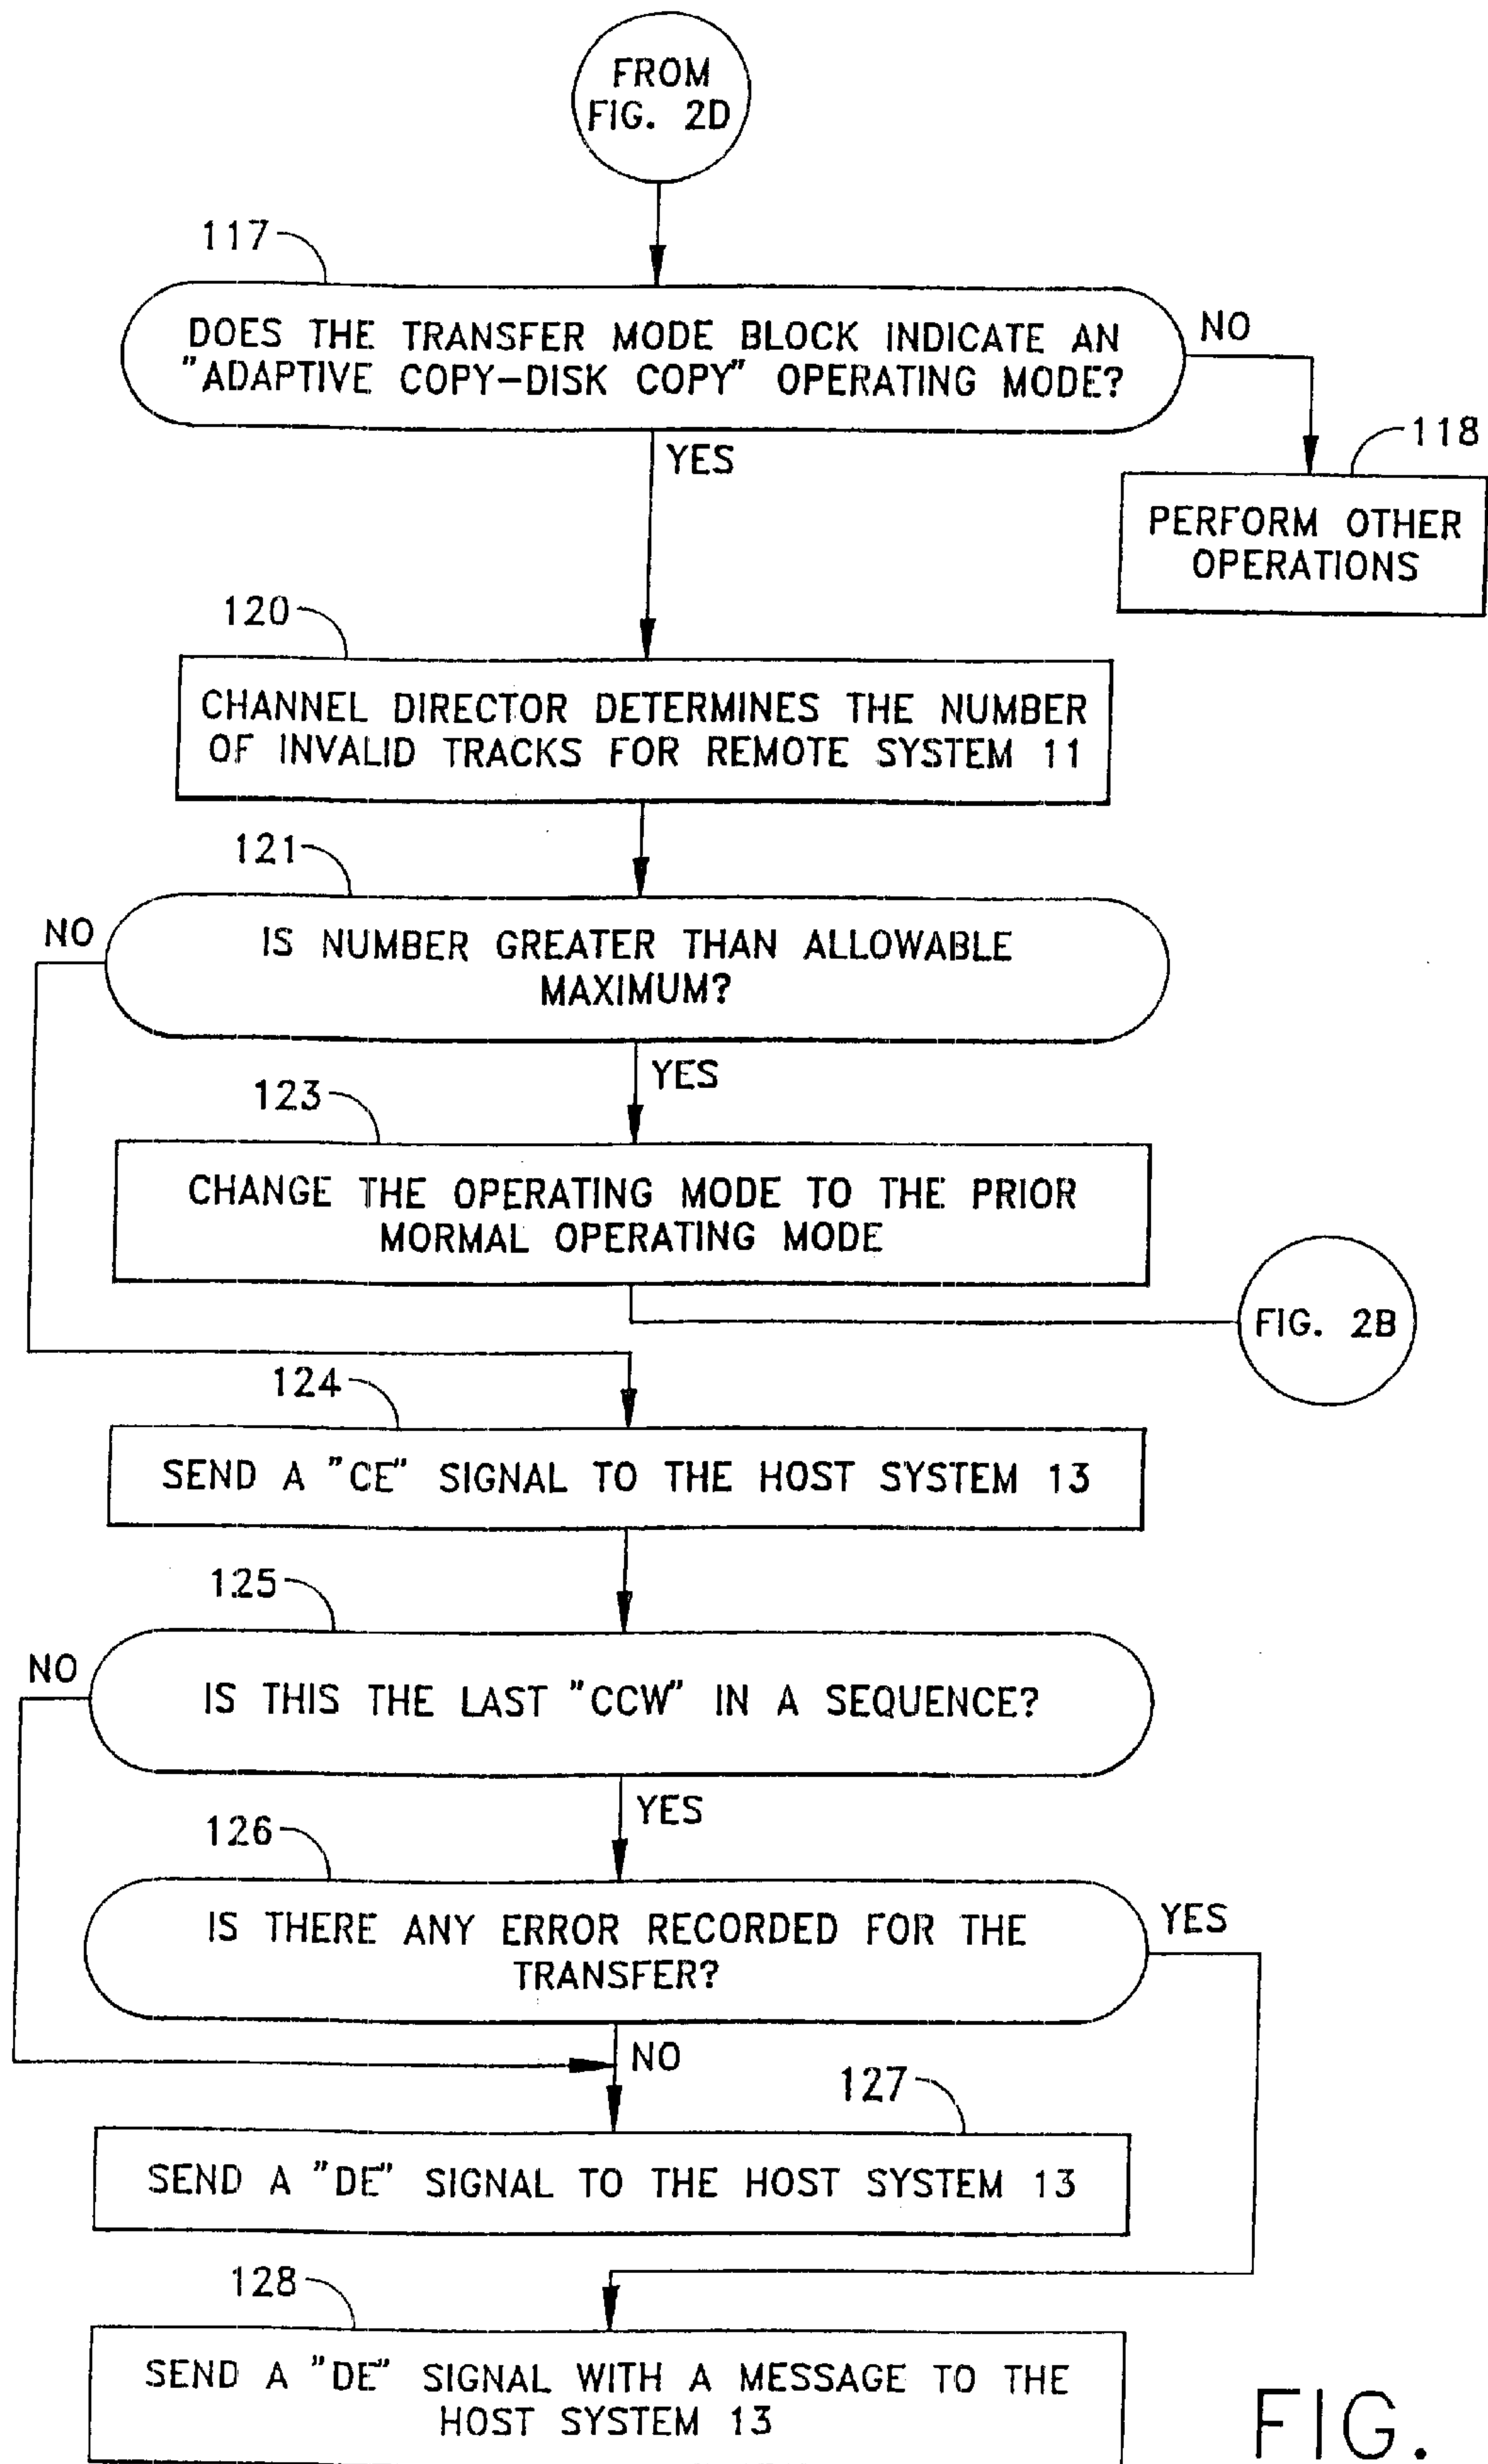 FROM
FIG. 2D
117
DOES THE TRANSFER MODE BLOCK INDICATE AN
"ADAPTIVE COPY-DISK COPY" OPERATING MODE?
NO
YES
118
PERFORM OTHER
OPERATIONS
120
CHANNEL DIRECTOR DETERMINES THE NUMBER
OF INVALID TRACKS FOR REMOTE SYSTEM 11
121
NO
IS NUMBER GREATER THAN ALLOWABLE
MAXIMUM?
YES
123
CHANGE THE OPERATING MODE TO THE PRIOR
MORMAL OPERATING MODE
FIG. 2B
124
SEND A "CE" SIGNAL TO THE HOST SYSTEM 13
125
NO
IS THIS THE LAST "CCW" IN A SEQUENCE?
YES
126
IS THERE ANY ERROR RECORDED FOR THE
TRANSFER?
YES
NO
127
SEND A "DE" SIGNAL TO THE HOST SYSTEM 13
128
SEND A "DE" SIGNAL WITH A MESSAGE TO THE
HOST SYSTEM 13
FIG.